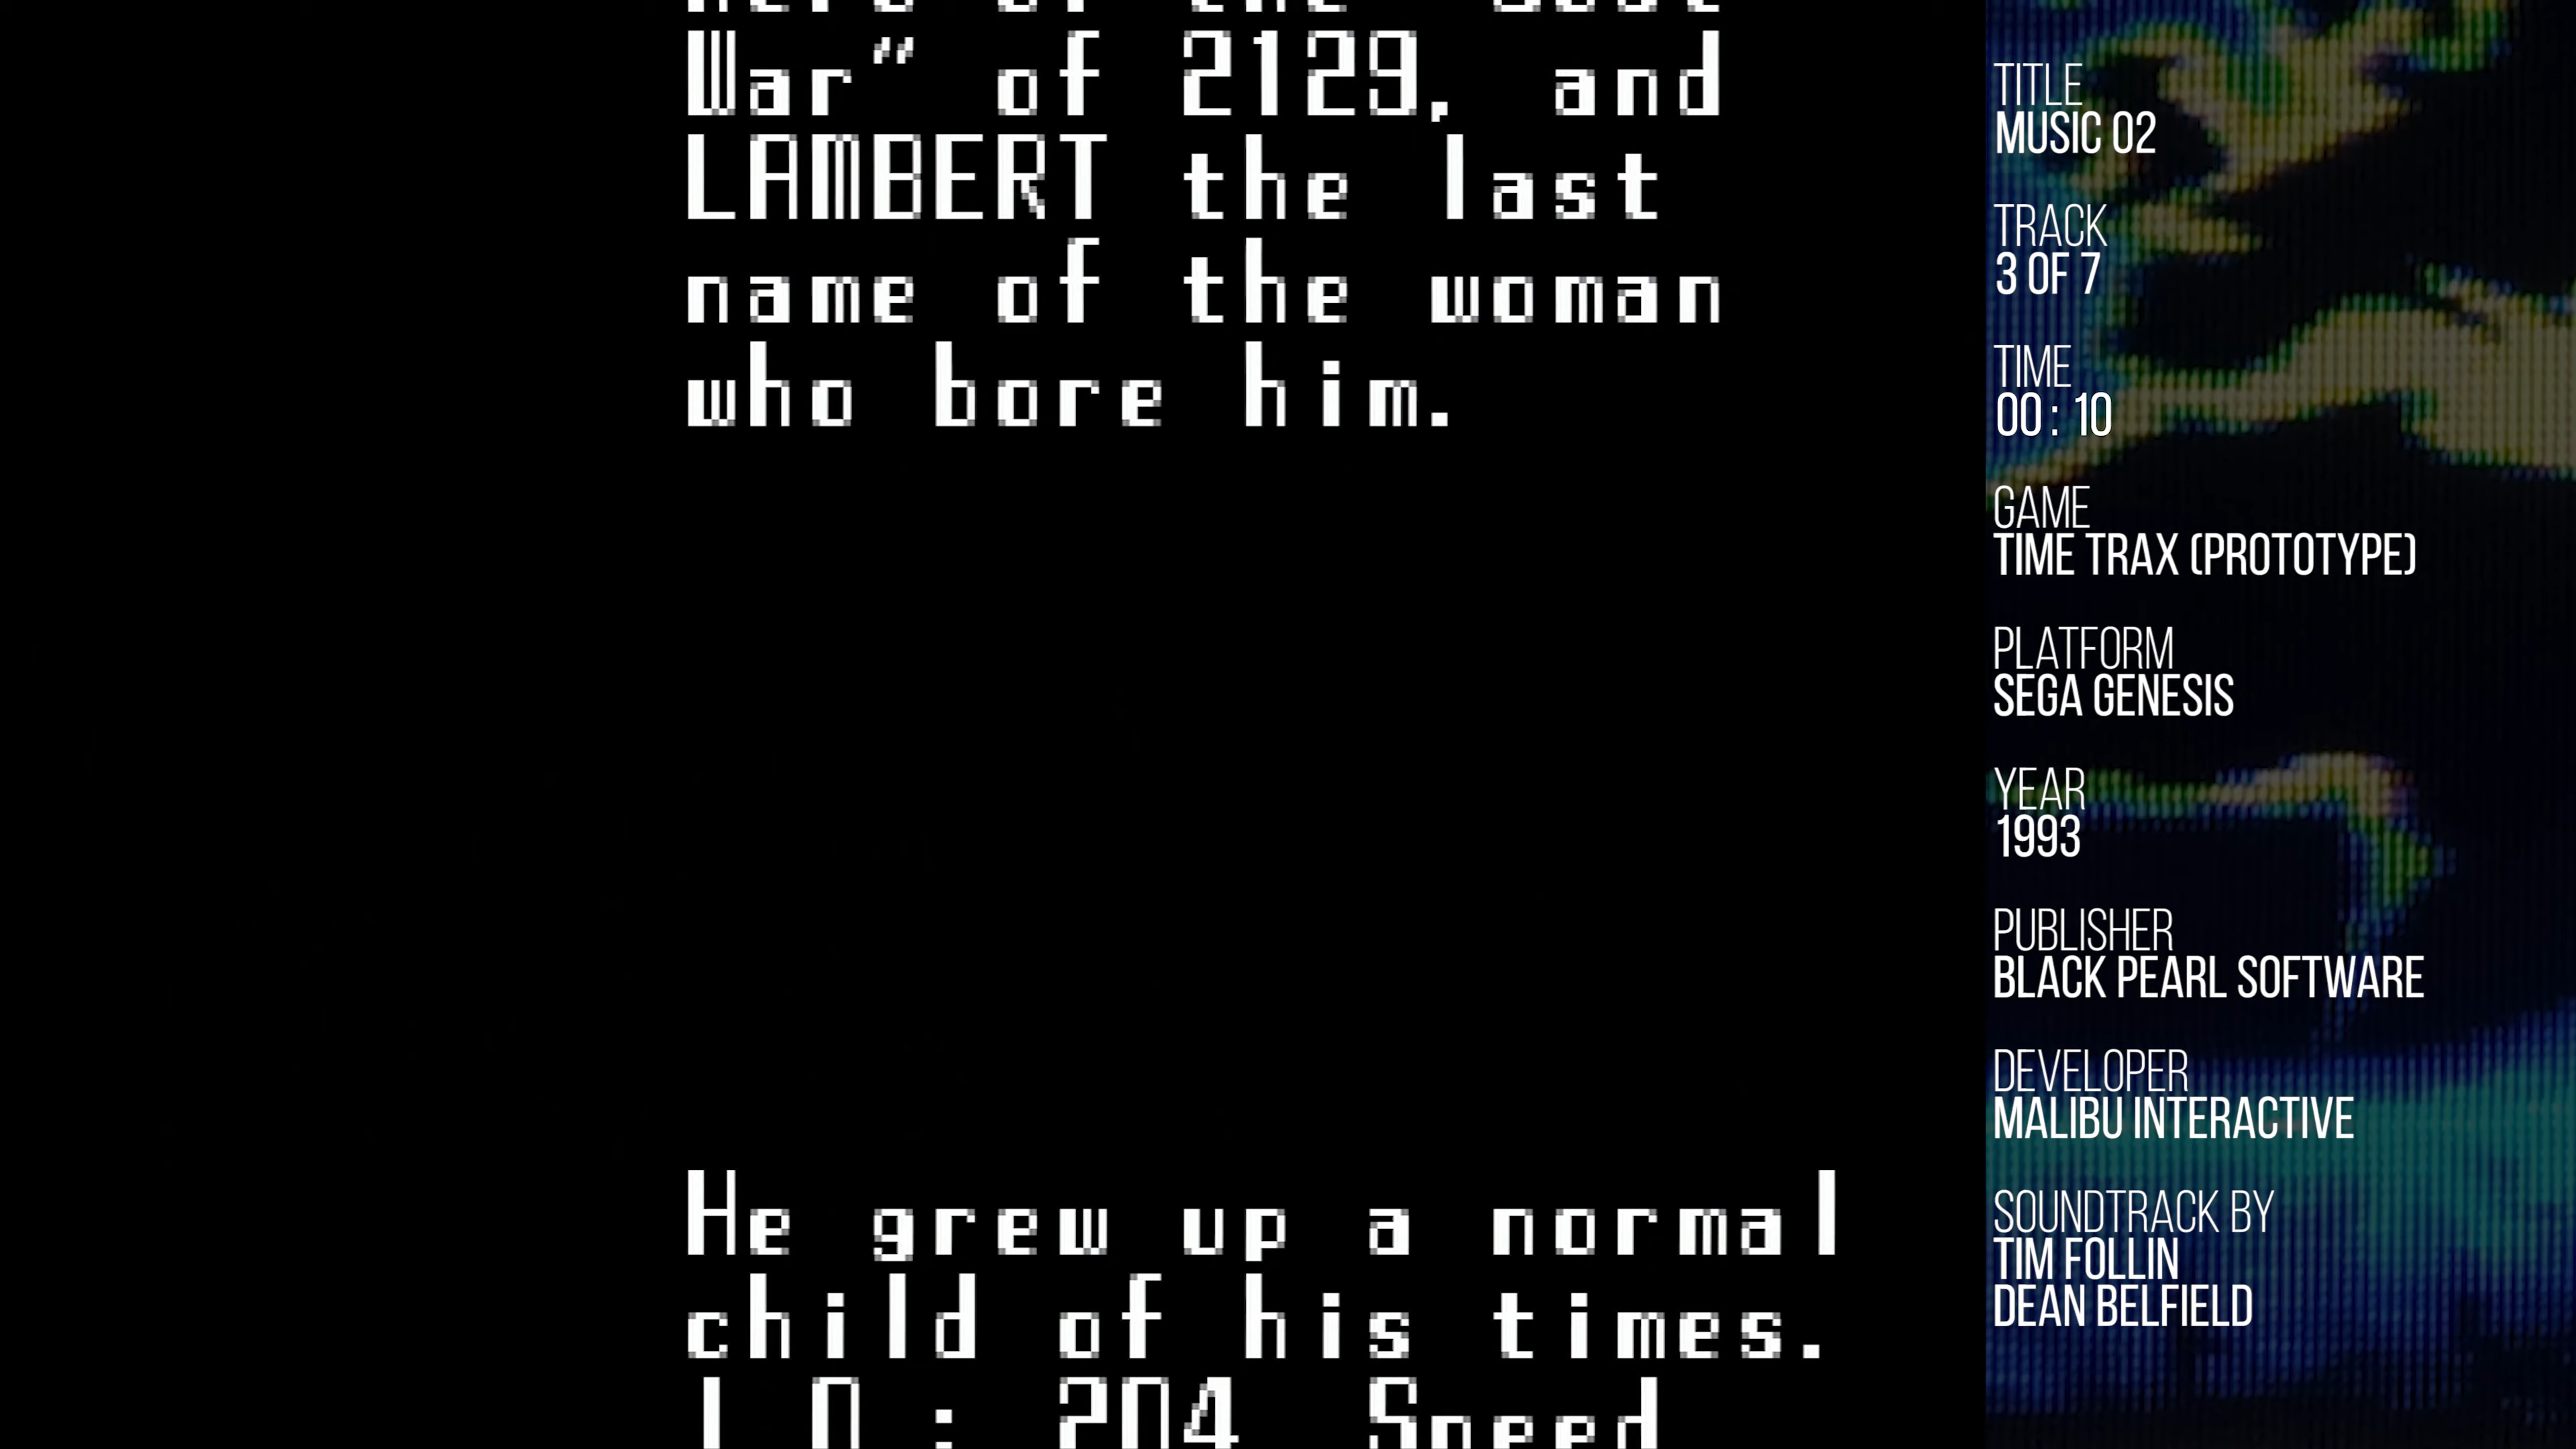 War" of 2129, and
LAMBERT the last
name of the woman
who bore him.
He grew up a normal
child of his times.
204 Speed
TITLE
MUSIC 02
TRACK
3 OF 7
TIME
00 : 10
GAME
TIME TRAX (PROTOTYPE)
PLATFORM
SEGA GENESIS
YEAR
1993
PUBLISHER
BLACK PEARL SOFTWARE
DEVELOPER
MALIBU INTERACTIVE
SOUNDTRACK BY
TIM FOLLIN
DEAN BELFIELD